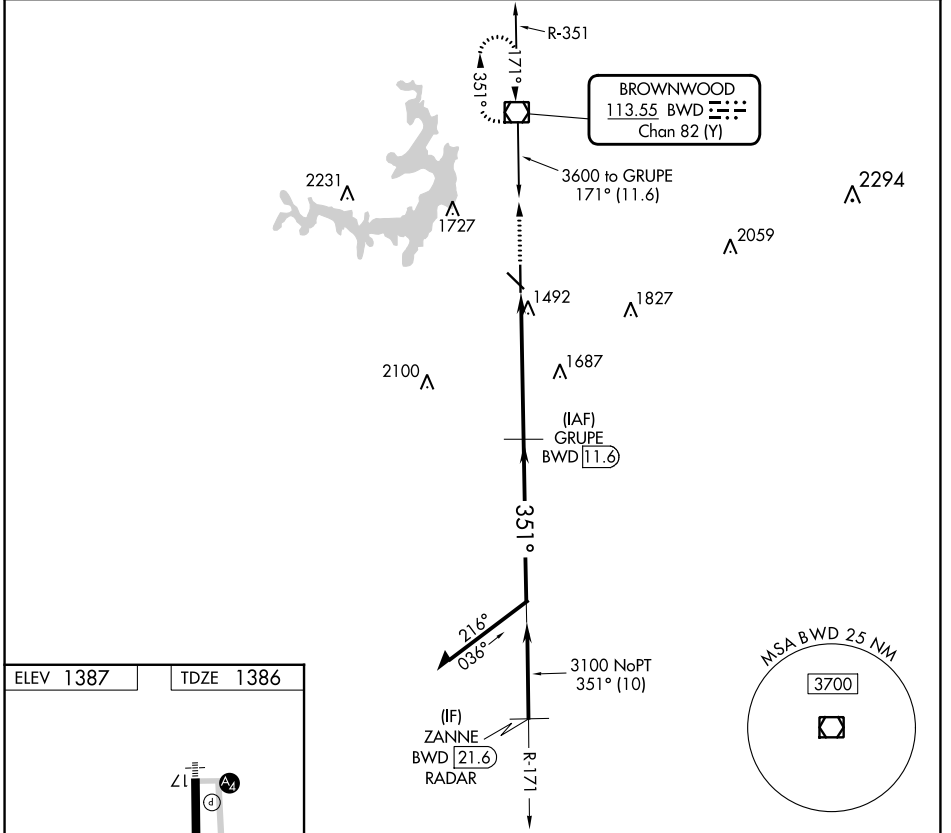 R-351
171°
351°
BROWNWOOD
113.55 BWD
Chan 82 (Y)
3600 to GRUPE
171° (11.6)
2231
1727
2294
2059
1492
1827
2100
1687
(IAF)
GRUPE
BWD 11.6
351°
216°
036°
3100 NoPT
351° (10)
(IF)
ZANNE
BWD 21.6
RADAR
R-171
MSA BWD 25 NM
3700
ELEV 1387
TDZE 1386
17
A4
P